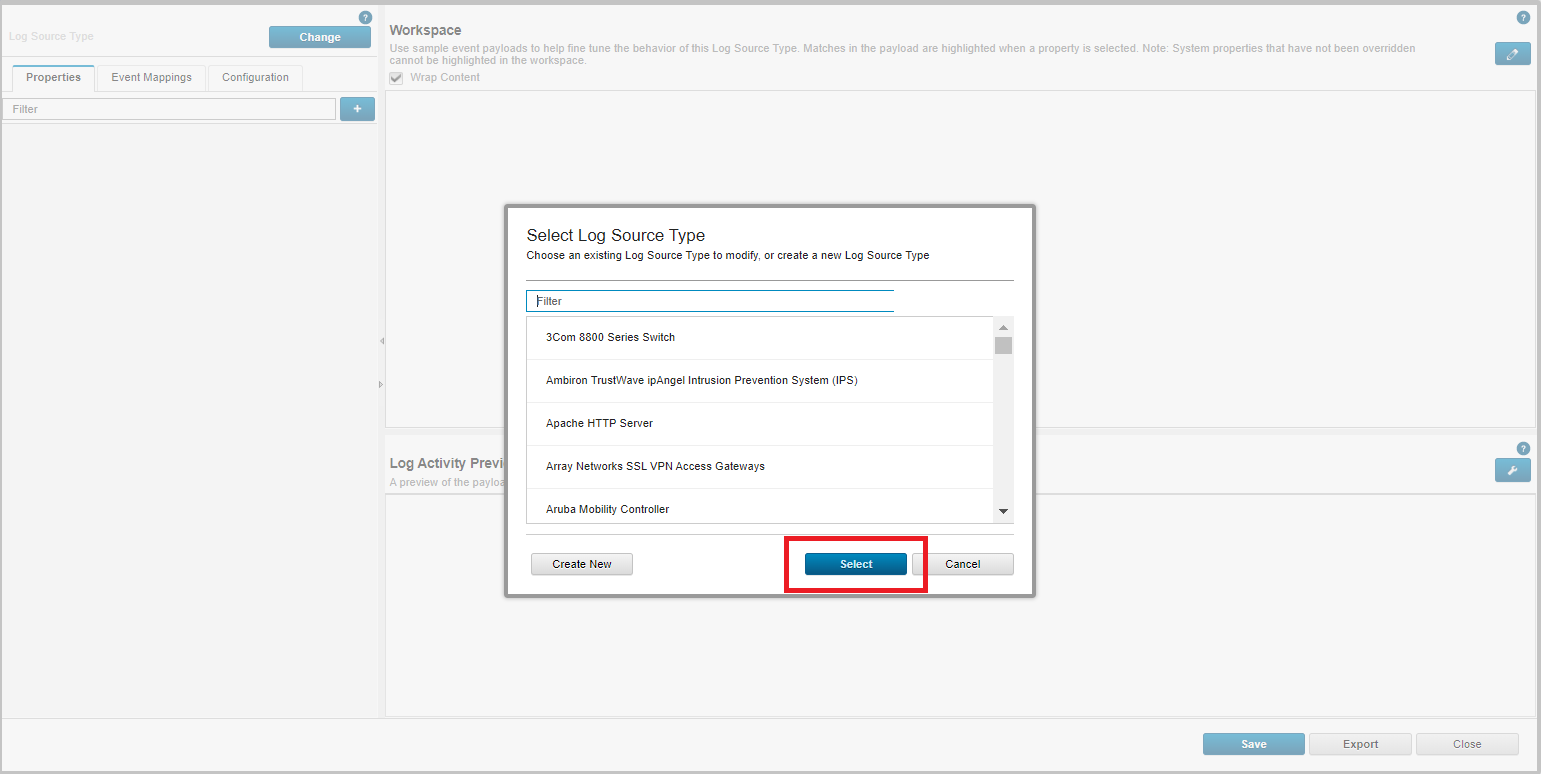 Log Source Type
?
Change
Properties
Event Mappings
Configuration
Filter
+
Workspace
?
Use sample event payloads to help fine tune the behavior of this Log Source Type. Matches in the payload are highlighted when a property is selected. Note: System properties that have not been overridden
cannot be highlighted in the workspace.
Wrap Content
Select Log Source Type
Choose an existing Log Source Type to modify, or create a new Log Source Type
Filter
3Com 8800 Series Switch
Ambiron TrustWave ipAngel Intrusion Prevention System (IPS)
Apache HTTP Server
Array Networks SSL VPN Access Gateways
Aruba Mobility Controller
Create New
Select
Cancel
Log Activity
?
A preview of the
Save
Export
Close